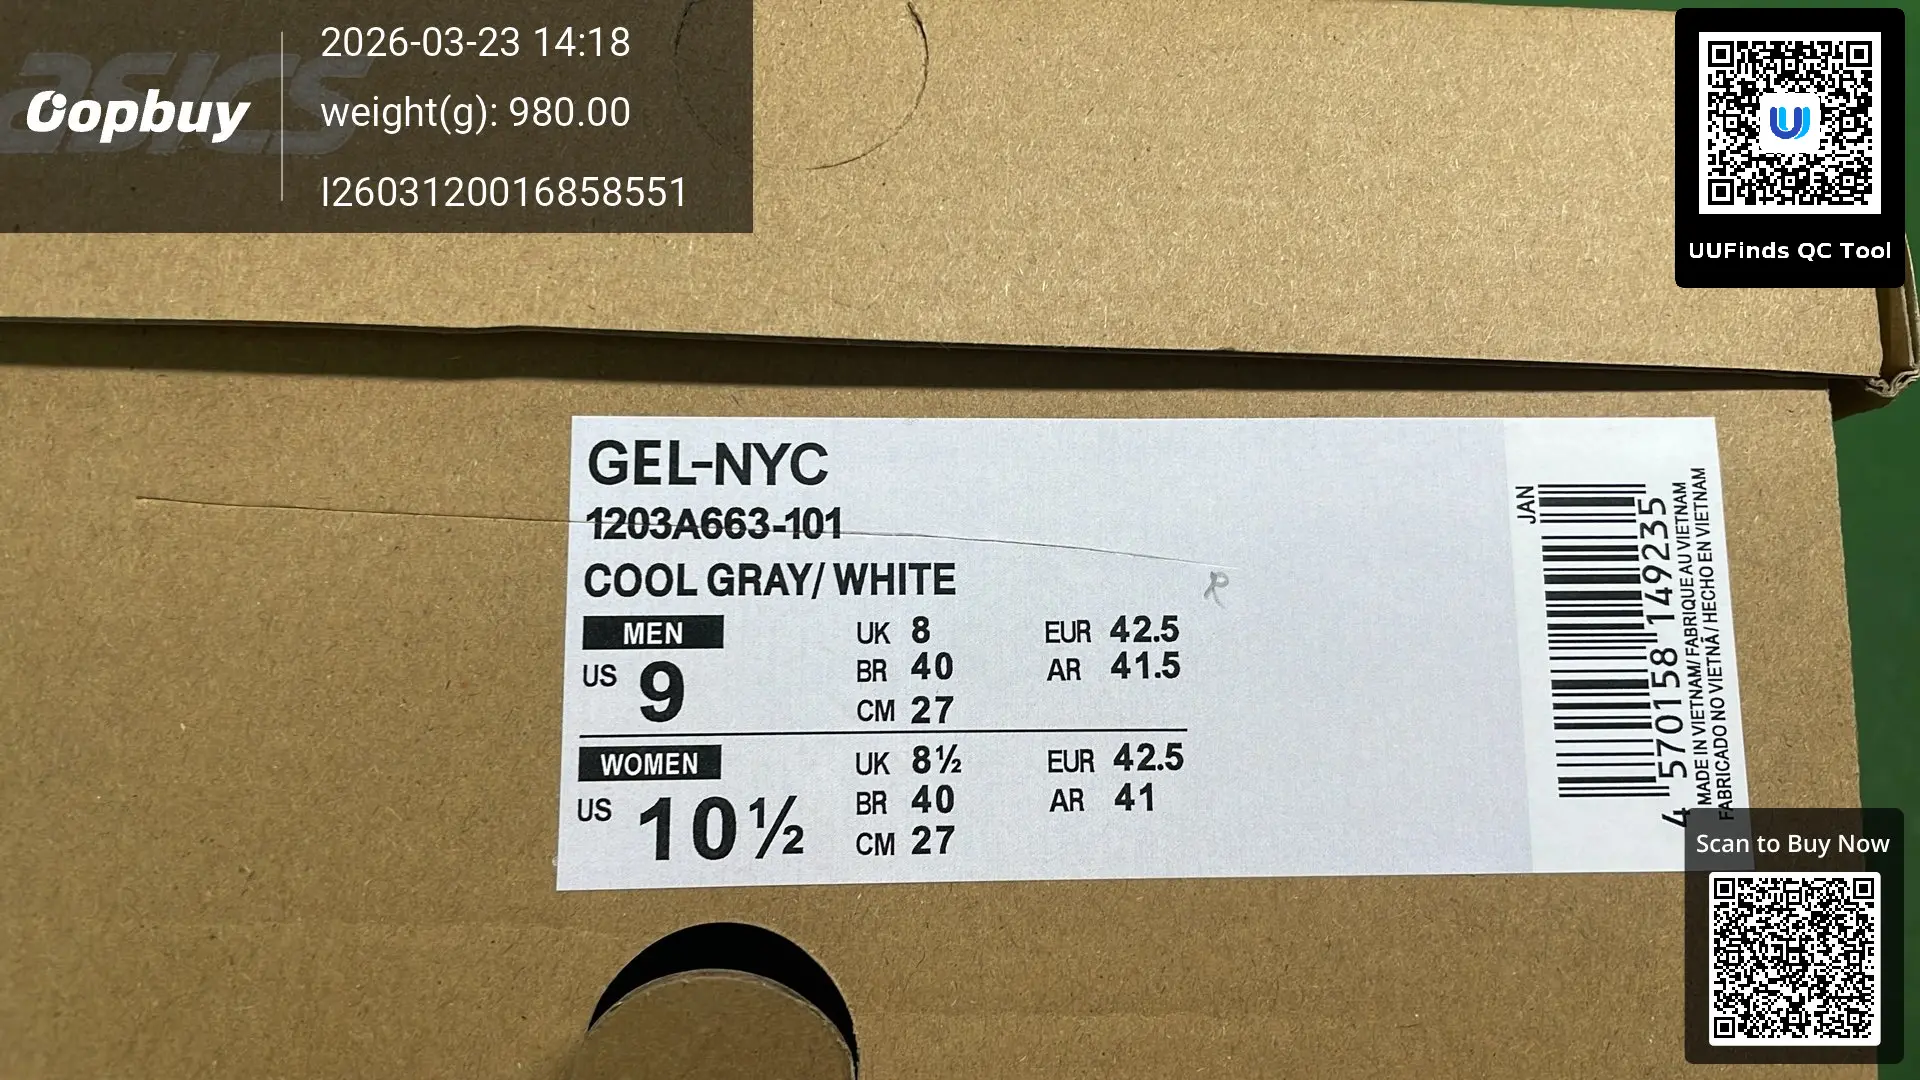 asics
Oopbuy
2026-03-23 14:18
weight(g): 980.00
I2603120016858551
UUFinds QC Tool
GEL-NYC
1203A663-101
COOL GRAY/ WHITE
MEN
US 9
UK 8
EUR 42.5
BR 40
AR 41.5
CM 27
WOMEN
US 10½
UK 8½
EUR 42.5
BR 40
AR 41
CM 27
R
JAN
4 570158 149235
MADE IN VIETNAM/ FABRIQUE AU VIETNAM
FABRICADO NO VIETNÃ / HECHO EN VIETNAM
Scan to Buy Now